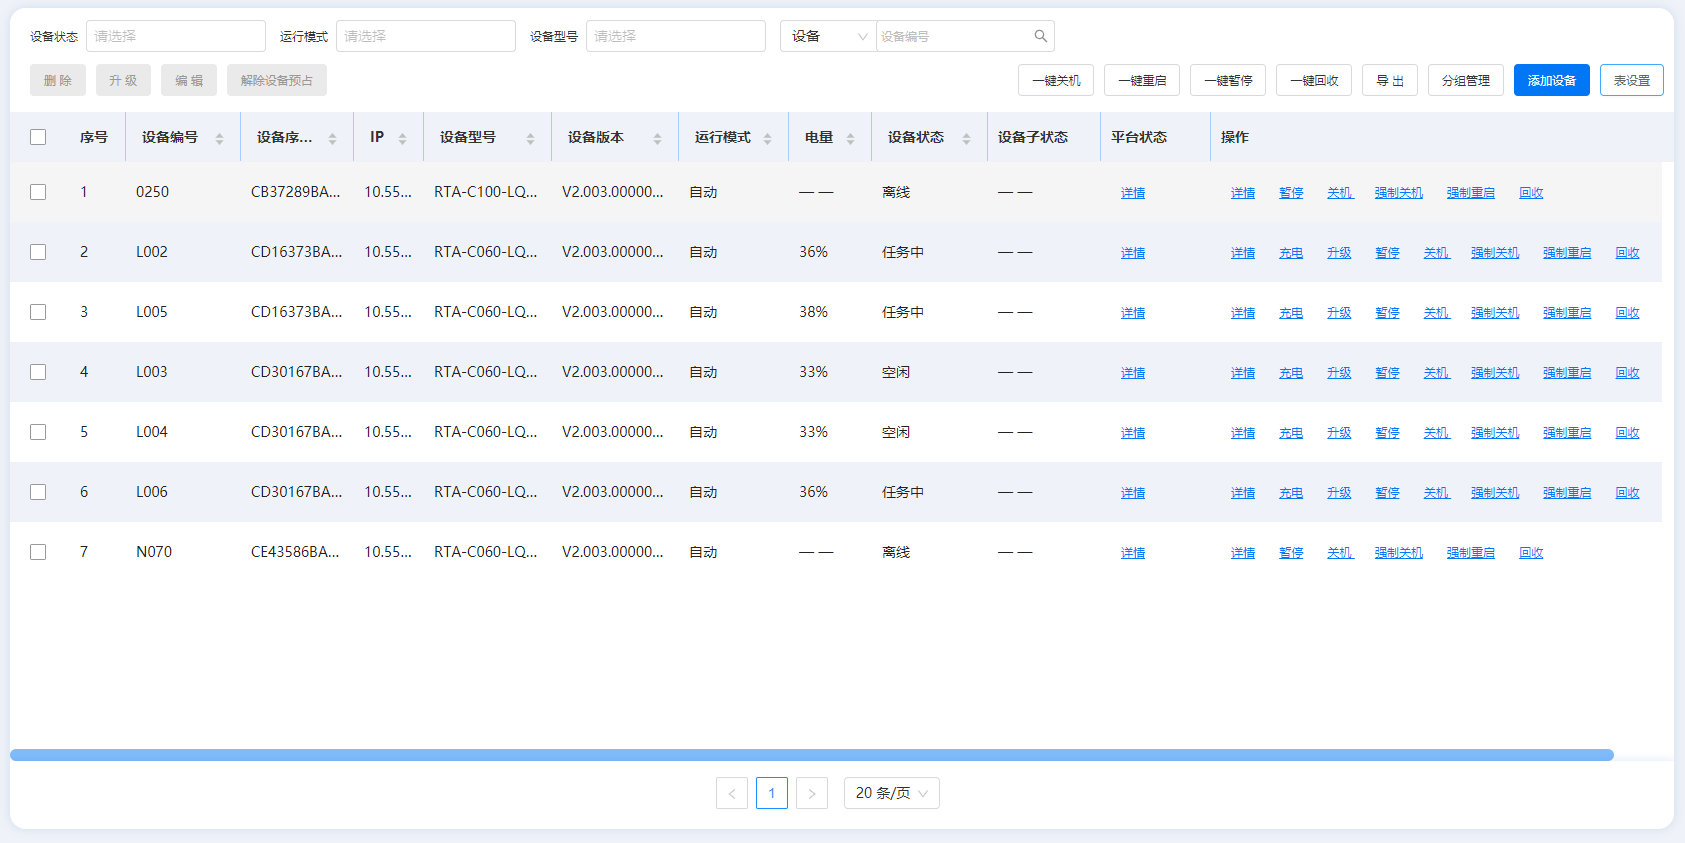 设备状态 请选择 运行模式 请选择 设备型号 请选择 设备 设备编号
删 除 升 级 编 辑 解除设备预占 一键关机 一键重启 一键暂停 一键回收 导 出 分组管理 添加设备 表设置
序号 设备编号 设备序... IP 设备型号 设备版本 运行模式 电量 设备状态 设备子状态 平台状态 操作
1 0250 CB37289BA... 10.55... RTA-C100-LQ... V2.003.00000... 自动 — — 离线 — — 详情 详情 暂停 关机 强制关机 强制重启 回收
2 L002 CD16373BA... 10.55... RTA-C060-LQ... V2.003.00000... 自动 36% 任务中 — — 详情 详情 充电 升级 暂停 关机 强制关机 强制重启 回收
3 L005 CD16373BA... 10.55... RTA-C060-LQ... V2.003.00000... 自动 38% 任务中 — — 详情 详情 充电 升级 暂停 关机 强制关机 强制重启 回收
4 L003 CD30167BA... 10.55... RTA-C060-LQ... V2.003.00000... 自动 33% 空闲 — — 详情 详情 充电 升级 暂停 关机 强制关机 强制重启 回收
5 L004 CD30167BA... 10.55... RTA-C060-LQ... V2.003.00000... 自动 33% 空闲 — — 详情 详情 充电 升级 暂停 关机 强制关机 强制重启 回收
6 L006 CD30167BA... 10.55... RTA-C060-LQ... V2.003.00000... 自动 36% 任务中 — — 详情 详情 充电 升级 暂停 关机 强制关机 强制重启 回收
7 N070 CE43586BA... 10.55... RTA-C060-LQ... V2.003.00000... 自动 — — 离线 — — 详情 详情 暂停 关机 强制关机 强制重启 回收
< 1 > 20 条/页